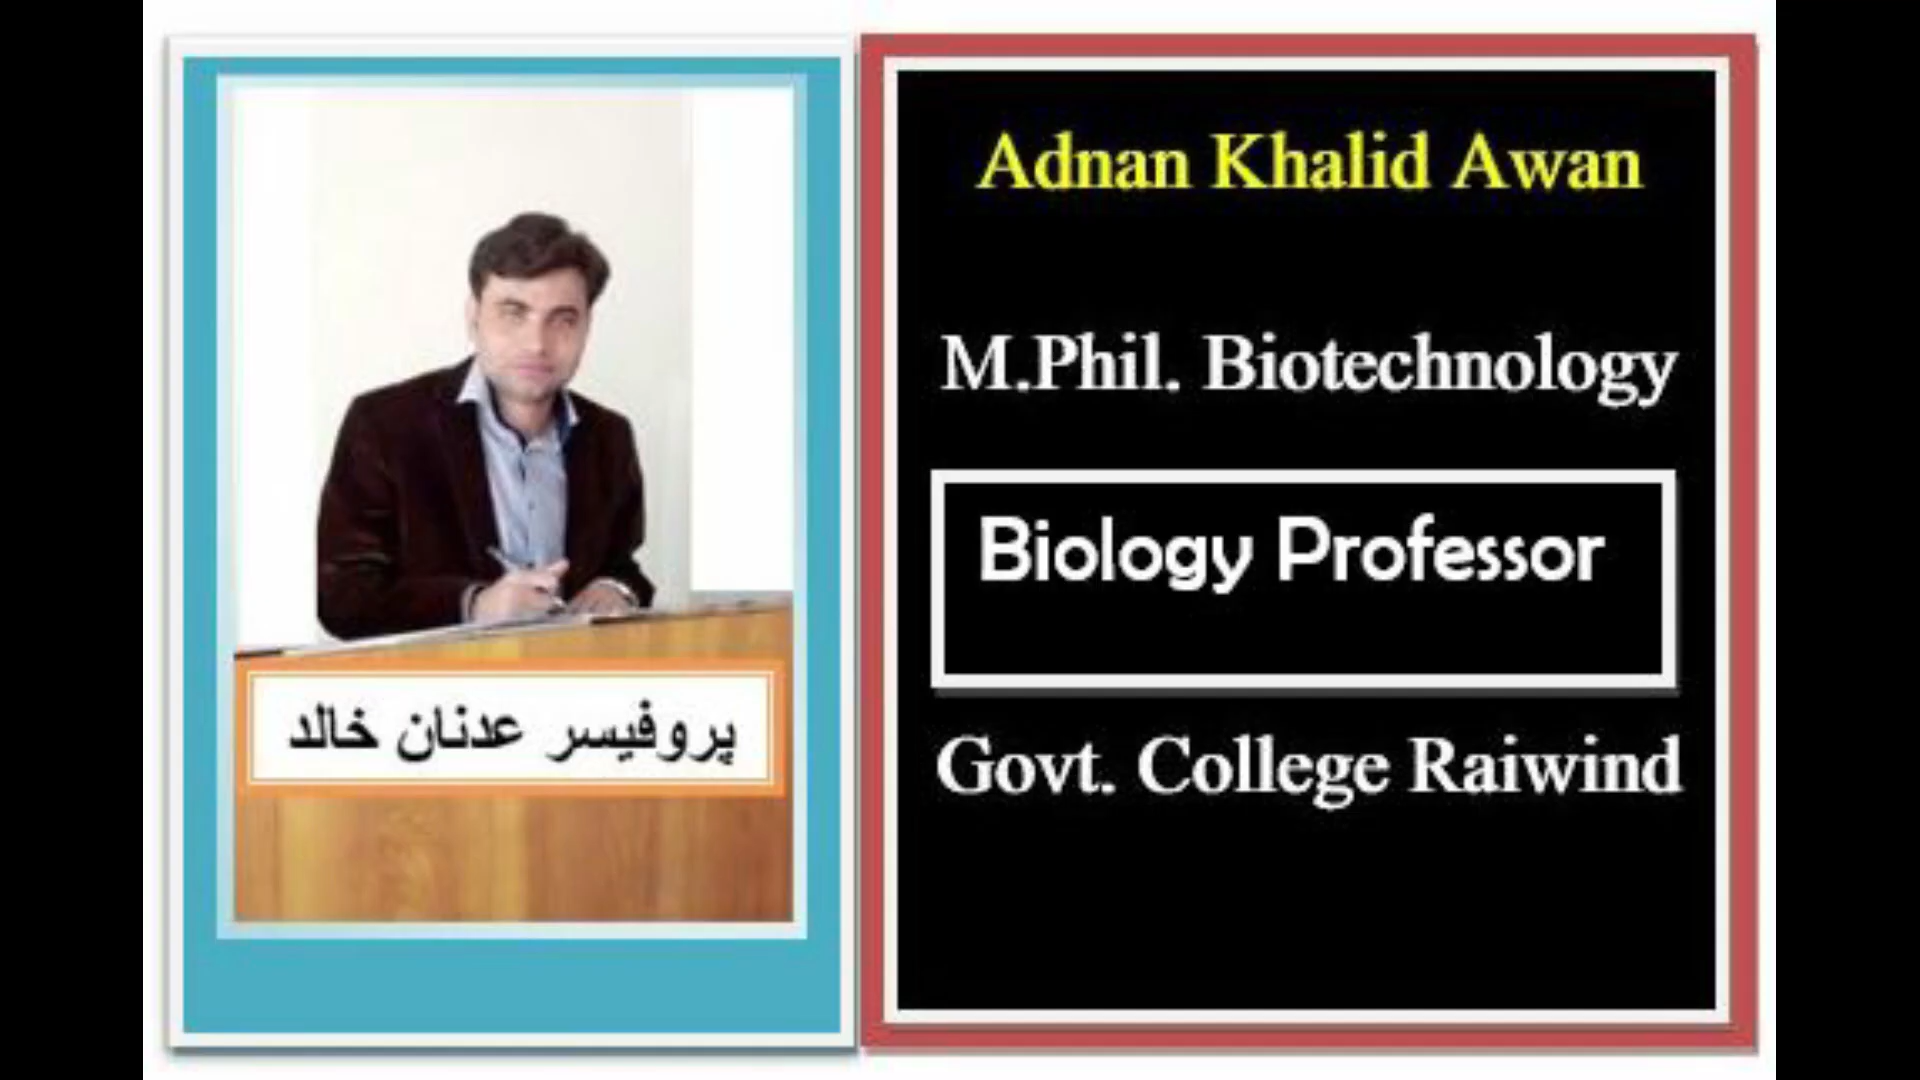 پروفیسر عدنان خالد
Adnan Khalid Awan
M.Phil. Biotechnology
Biology Professor
Govt. College Raiwind